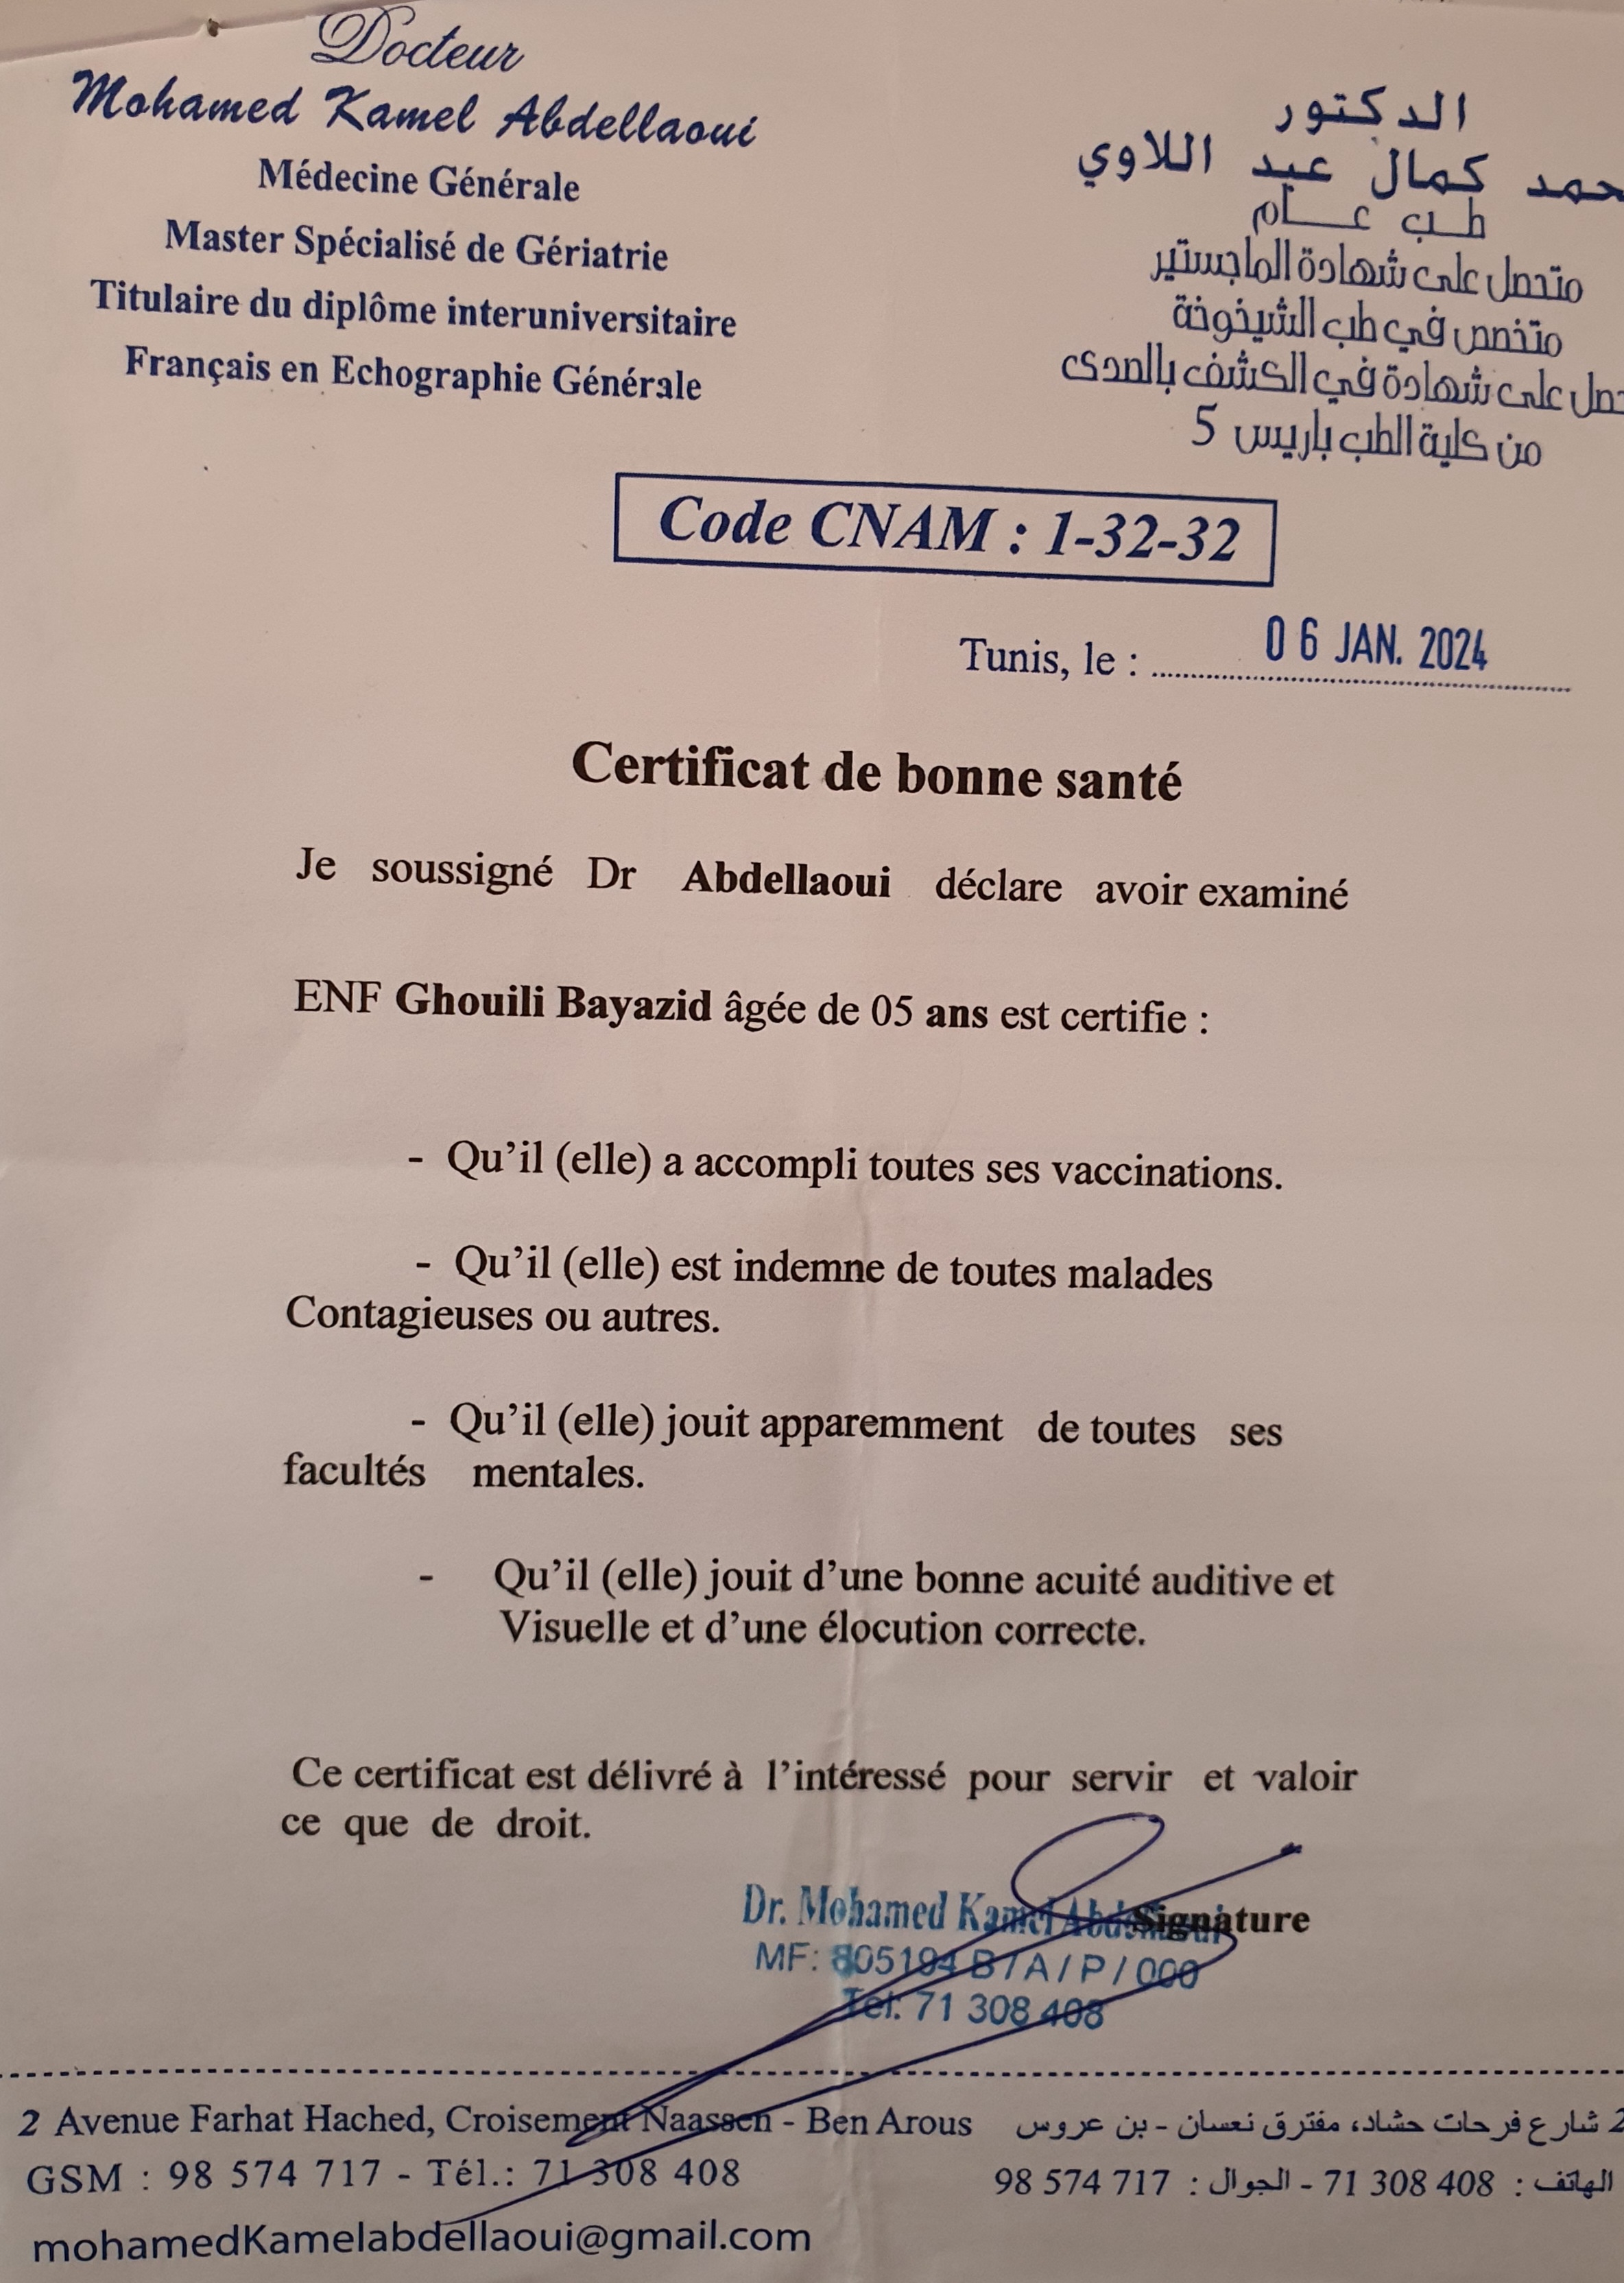 Docteur
Mohamed Kamel Abdellaoui
Médecine Générale
Master Spécialisé de Gériatrie
Titulaire du diplôme interuniversitaire
Français en Echographie Générale
الدكتور
كمال عبد اللاوي
طب عام
متحصل على شهادة الماجستير
متخصص في طب الشيخوخة
على شهادة في الكشف بالصدى
من كلية الطب باريس 5
Code CNAM : 1-32-32
Tunis, le : 06 JAN. 2024
Certificat de bonne santé
Je soussigné Dr Abdellaoui déclare avoir examiné
ENF Ghouili Bayazid âgée de 05 ans est certifie :
- Qu’il (elle) a accompli toutes ses vaccinations.
- Qu’il (elle) est indemne de toutes malades
Contagieuses ou autres.
- Qu’il (elle) jouit apparemment de toutes ses
facultés mentales.
- Qu’il (elle) jouit d’une bonne acuité auditive et
Visuelle et d’une élocution correcte.
Ce certificat est délivré à l’intéressé pour servir et valoir
ce que de droit.
Dr. Mohamed Kamel Abdellaoui
Signature
MF: 805194 B / A / P / 000
Tel: 71 308 408
2 Avenue Farhat Hached, Croisement Naassen - Ben Arous
2 شارع فرحات حشاد، مفترق نعسان - بن عروس
GSM : 98 574 717 - Tél.: 71 308 408
الهاتف : 71 308 408 - الجوال : 98 574 717
mohamedKamelabdellaoui@gmail.com